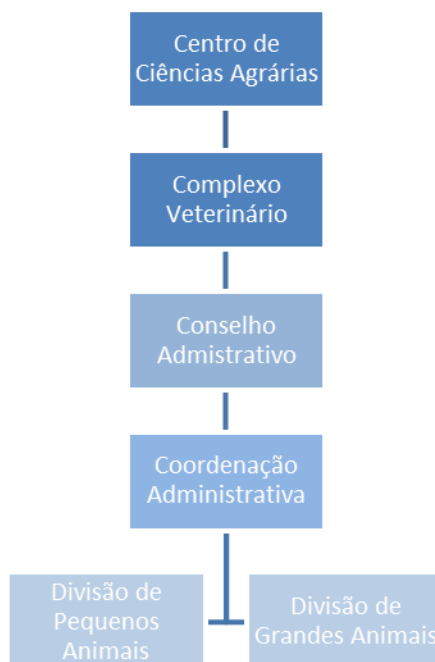 Centro de
Ciências Agrárias
Complexo
Veterinário
Conselho
Admistrativo
Coordenação
Administrativa
Divisão de
Pequenos
Animais
Divisão de
Grandes Animais